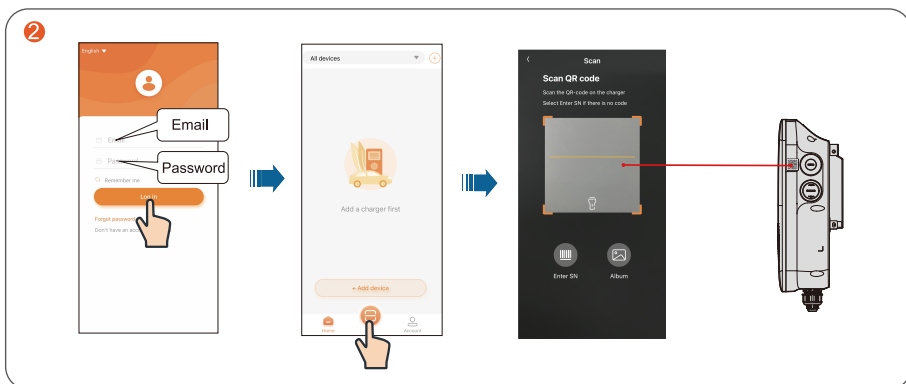 2
English
Email
Password
Remember me
Log in
Forgot password
Don't have an acc
All devices
Add a charger first
+ Add device
Home
Account
Scan
Scan QR code
Scan the QR-code on the charger
Select Enter SN if there is no code
Enter SN
Album